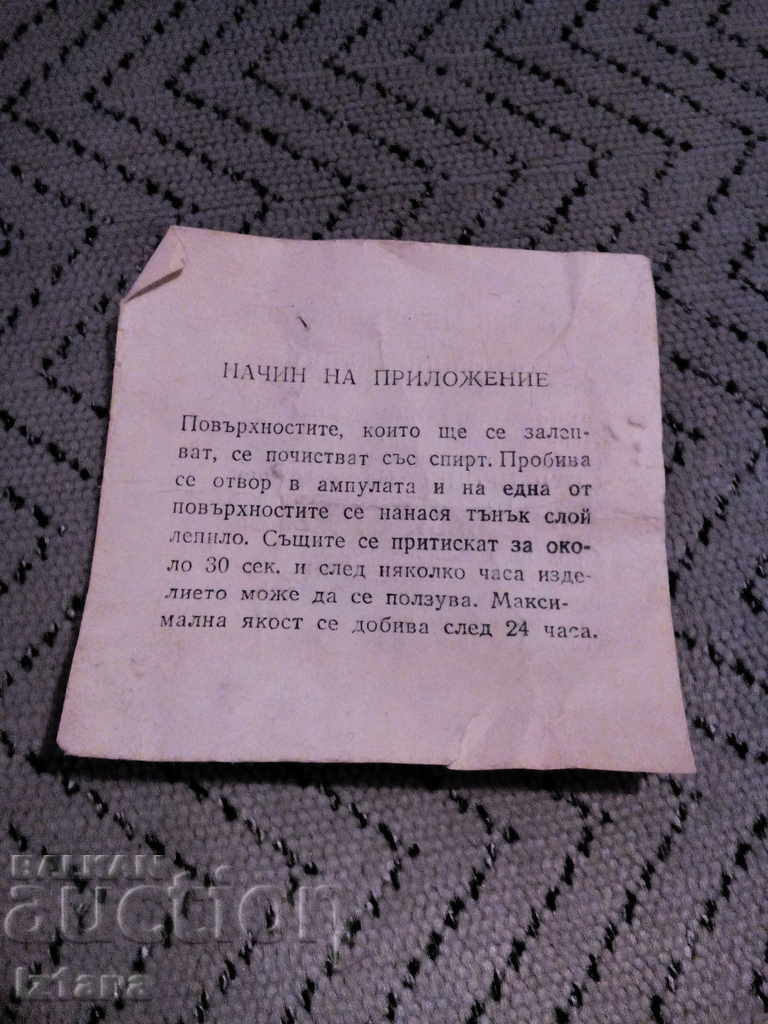 НАЧИН НА ПРИЛОЖЕНИЕ
Повърхностите, които ще се залеп-
ват, се почистват със спирт. Пробива
се отвор в ампулата и на една от
повърхностите се нанася тънък слой
лепило. Същите се притискат за око-
ло 30 сек. и след няколко часа изде-
лието може да се ползува. Макси-
мална якост се добива след 24 часа.
BALKAN
auction
Iziana